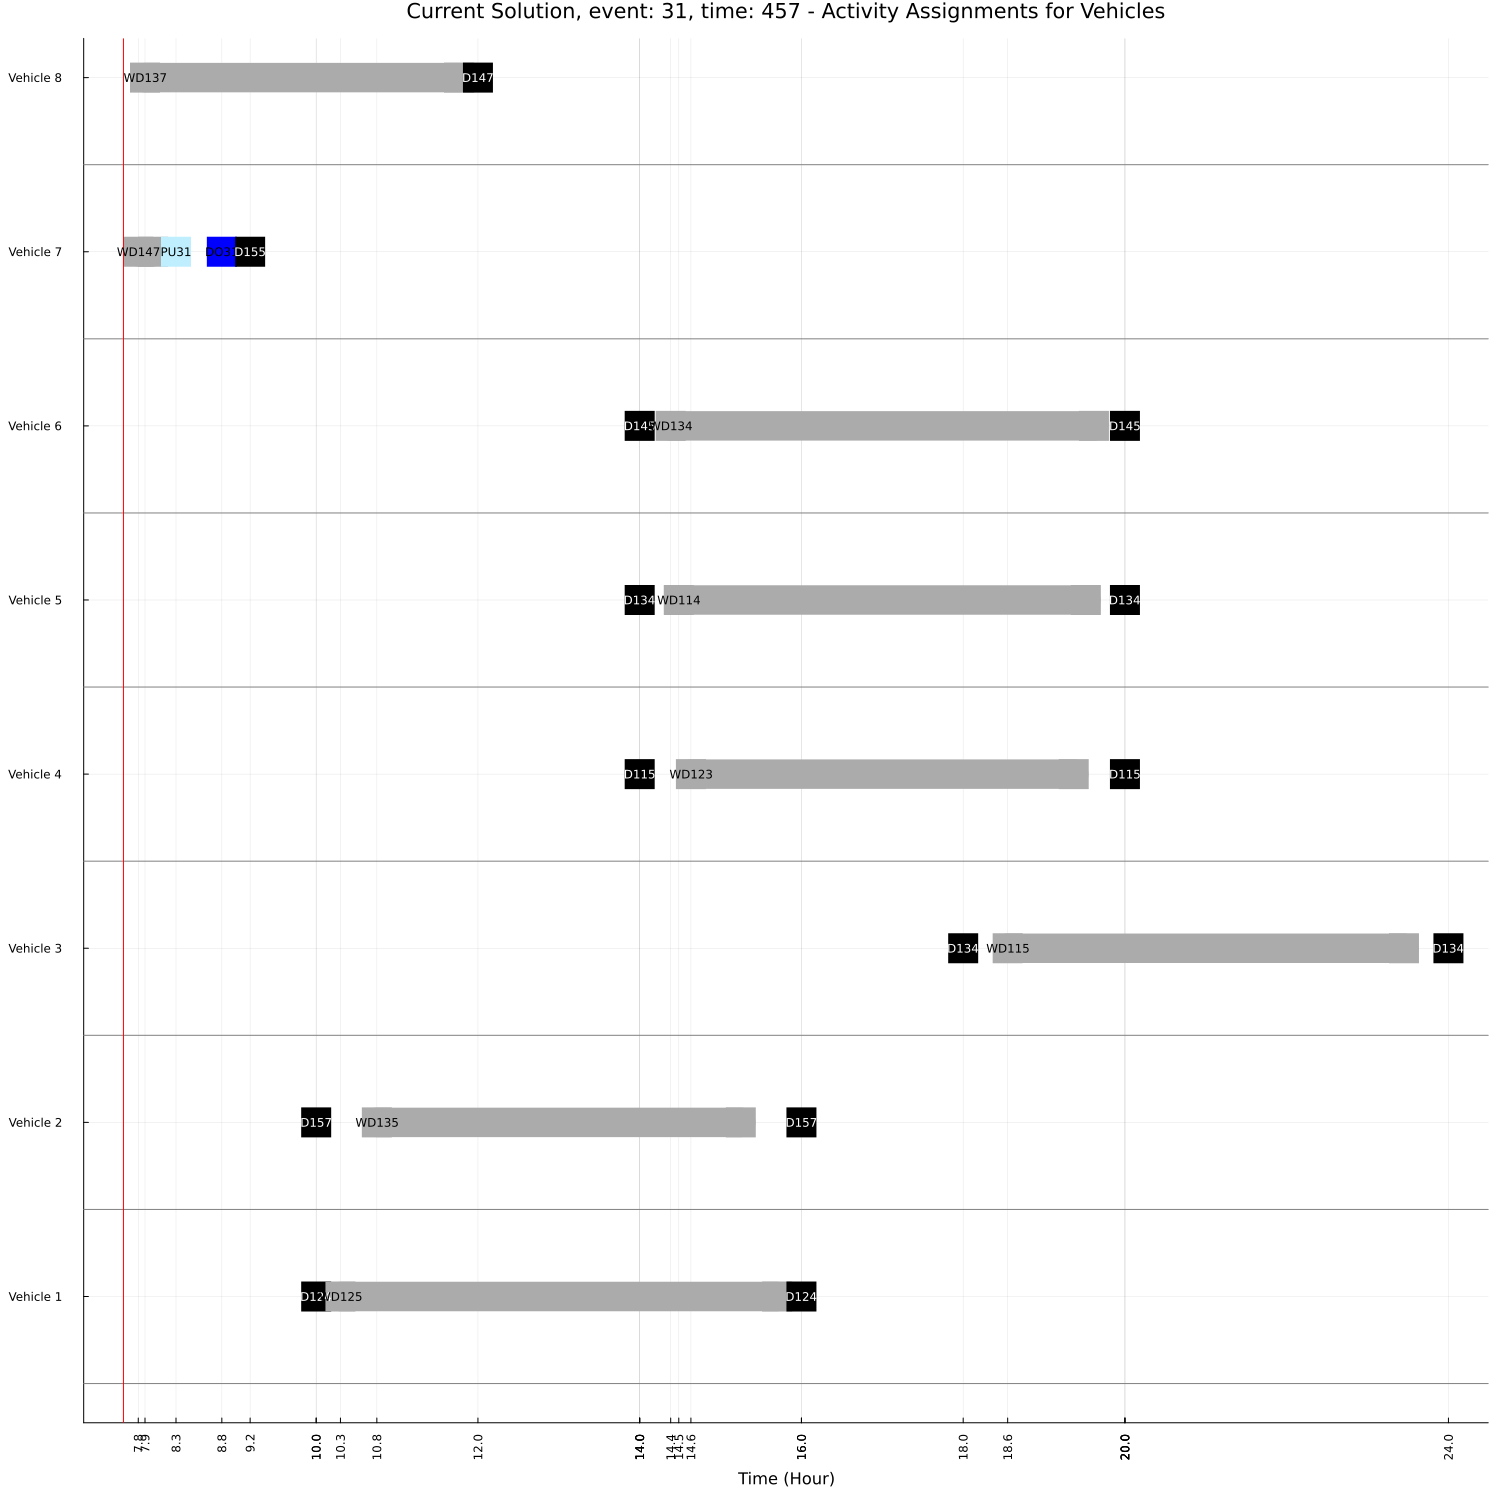 Current Solution, event: 31, time: 457 - Activity Assignments for Vehicles
Vehicle 8
WD137
D147
Vehicle 7
WD147
PU31
D155
Vehicle 6
WD134
D145
Vehicle 5
D134
WD114
D134
Vehicle 4
D115
WD123
D115
Vehicle 3
D134
WD115
D134
Vehicle 2
D157
WD135
D157
Vehicle 1
WD125
D124
7.8
7.9
8.3
8.8
9.2
10.0
10.3
10.8
12.0
14.0
14.4
14.5
14.6
16.0
18.0
18.6
20.0
24.0
Time (Hour)